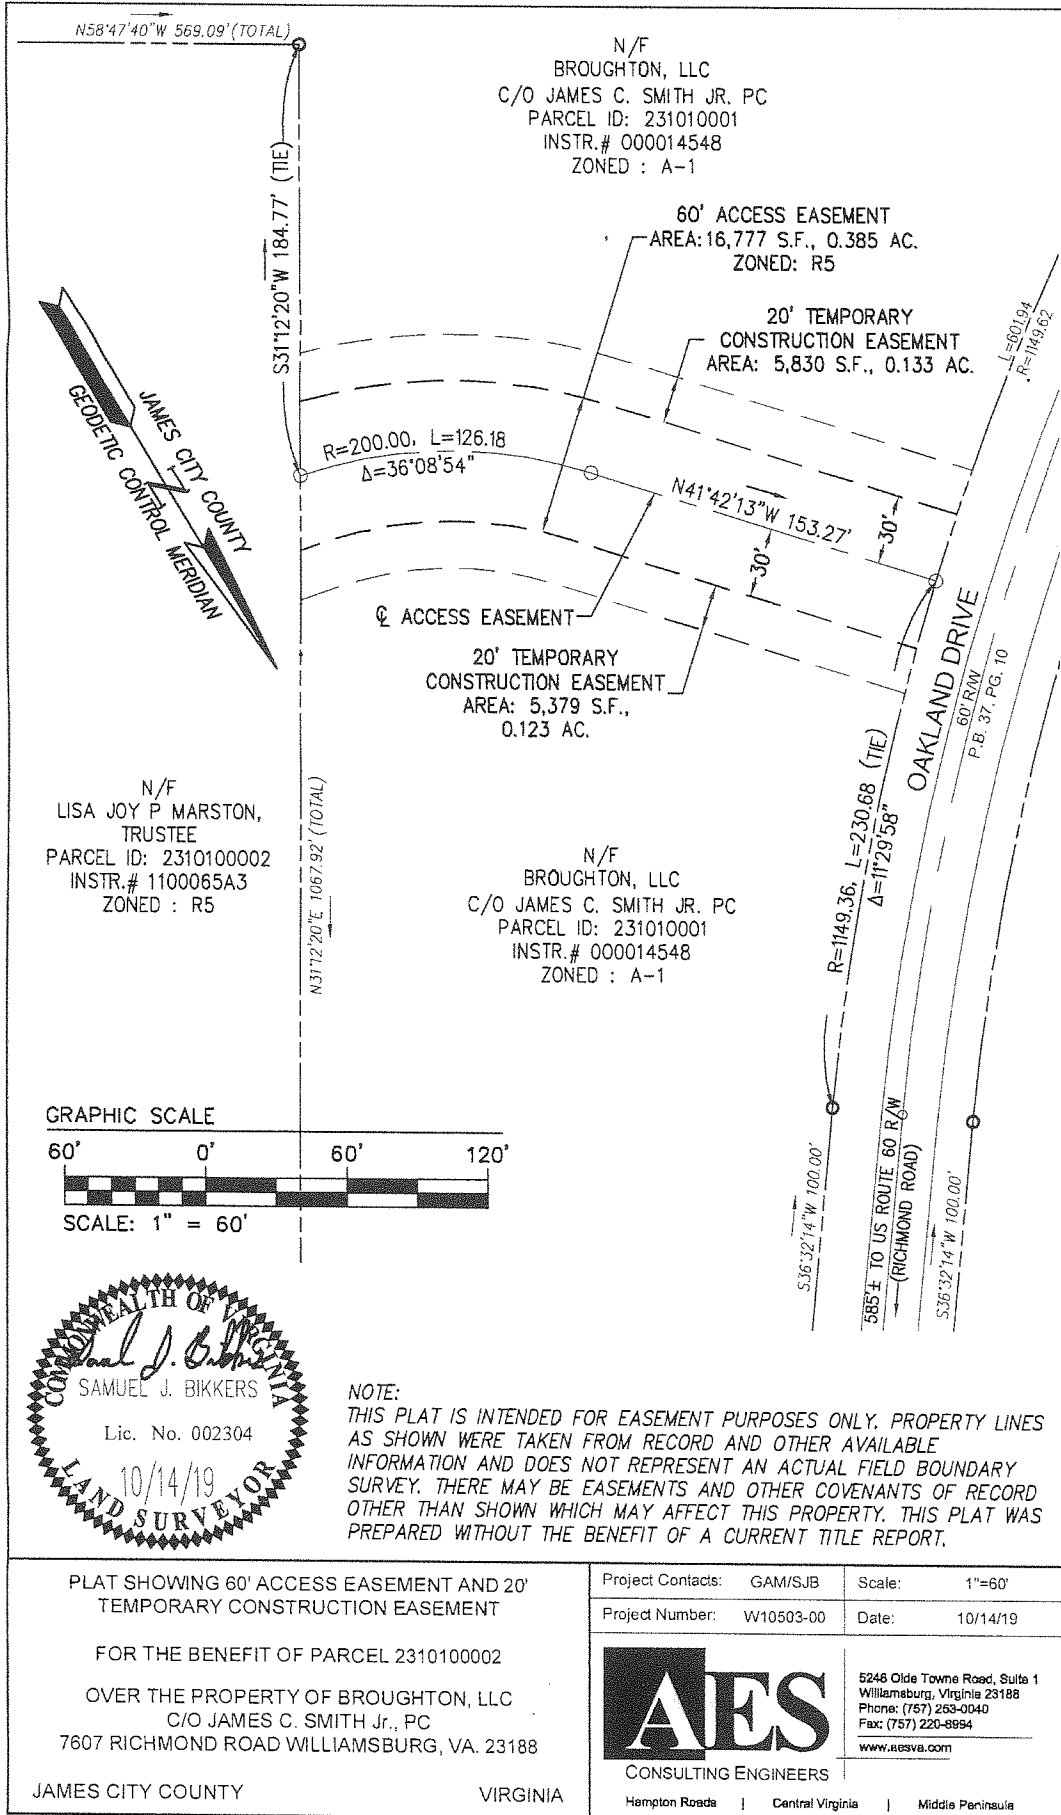 N58°47'40"W 569.09'(TOTAL)
N/F
BROUGHTON, LLC
C/O JAMES C. SMITH JR. PC
PARCEL ID: 231010001
INSTR.# 000014548
ZONED : A-1
S31°12'20"W 184.77' (TIE)
60' ACCESS EASEMENT
AREA: 16,777 S.F., 0.385 AC.
ZONED: R5
20' TEMPORARY
CONSTRUCTION EASEMENT
AREA: 5,830 S.F., 0.133 AC.
L=601.94
R=1149.62
JAMES CITY COUNTY
GEODETIC CONTROL MERIDIAN
R=200.00, L=126.18
Δ=36°08'54"
N41°42'13"W 153.27'
30'
30'
℄ ACCESS EASEMENT
20' TEMPORARY
CONSTRUCTION EASEMENT
AREA: 5,379 S.F.,
0.123 AC.
OAKLAND DRIVE
60' R/W
P.B. 37, PG. 10
R=1149.36, L=230.68 (TIE)
Δ=11°29'58"
N/F
LISA JOY P MARSTON,
TRUSTEE
PARCEL ID: 2310100002
INSTR.# 1100065A3
ZONED : R5
N31°12'20"E 1067.92' (TOTAL)
N/F
BROUGHTON, LLC
C/O JAMES C. SMITH JR. PC
PARCEL ID: 231010001
INSTR.# 000014548
ZONED : A-1
GRAPHIC SCALE
60' 0' 60' 120'
SCALE: 1" = 60'
S36°32'14"W 100.00'
585'± TO US ROUTE 60 R/W
(RICHMOND ROAD)
S36°32'14"W 100.00'
COMMONWEALTH OF VIRGINIA
SAMUEL J. BIKKERS
Lic. No. 002304
10/14/19
LAND SURVEYOR
NOTE:
THIS PLAT IS INTENDED FOR EASEMENT PURPOSES ONLY. PROPERTY LINES
AS SHOWN WERE TAKEN FROM RECORD AND OTHER AVAILABLE
INFORMATION AND DOES NOT REPRESENT AN ACTUAL FIELD BOUNDARY
SURVEY. THERE MAY BE EASEMENTS AND OTHER COVENANTS OF RECORD
OTHER THAN SHOWN WHICH MAY AFFECT THIS PROPERTY. THIS PLAT WAS
PREPARED WITHOUT THE BENEFIT OF A CURRENT TITLE REPORT.
PLAT SHOWING 60' ACCESS EASEMENT AND 20'
TEMPORARY CONSTRUCTION EASEMENT
FOR THE BENEFIT OF PARCEL 2310100002
OVER THE PROPERTY OF BROUGHTON, LLC
C/O JAMES C. SMITH Jr., PC
7607 RICHMOND ROAD WILLIAMSBURG, VA. 23188
JAMES CITY COUNTY VIRGINIA
Project Contacts: GAM/SJB Scale: 1"=60'
Project Number: W10503-00 Date: 10/14/19
AES
CONSULTING ENGINEERS
5248 Olde Towne Road, Suite 1
Williamsburg, Virginia 23188
Phone: (757) 253-0040
Fax: (757) 220-8994
www.aesva.com
Hampton Roads | Central Virginia | Middle Peninsula